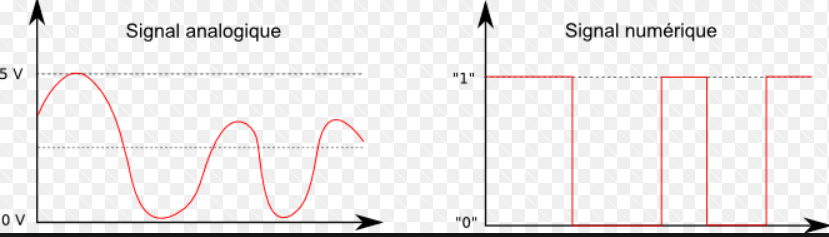 Signal analogique
5 V
0 V
Signal numérique
"1"
"0"